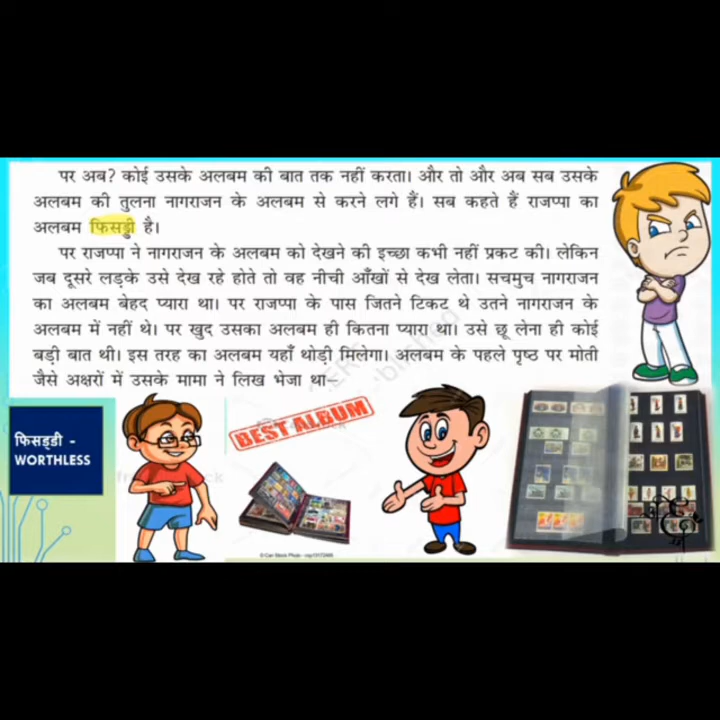 पर अब? कोई उसके अलबम की बात तक नहीं करता। और तो और अब सब उसके
अलबम की तुलना नागराजन के अलबम से करने लगे हैं। सब कहते हैं राजप्पा का
अलबम फिसड्डी है।
पर राजप्पा ने नागराजन के अलबम को देखने की इच्छा कभी नहीं प्रकट की। लेकिन
जब दूसरे लड़के उसे देख रहे होते तो वह नीची आँखों से देख लेता। सचमुच नागराजन
का अलबम बेहद प्यारा था। पर राजप्पा के पास जितने टिकट थे उतने नागराजन के
अलबम में नहीं थे। पर खुद उसका अलबम ही कितना प्यारा था। उसे छू लेना ही कोई
बड़ी बात थी। इस तरह का अलबम यहाँ थोड़ी मिलेगा। अलबम के पहले पृष्ठ पर मोती
जैसे अक्षरों में उसके मामा ने लिख भेजा था–
फिसड्डी -
WORTHLESS
BEST ALBUM